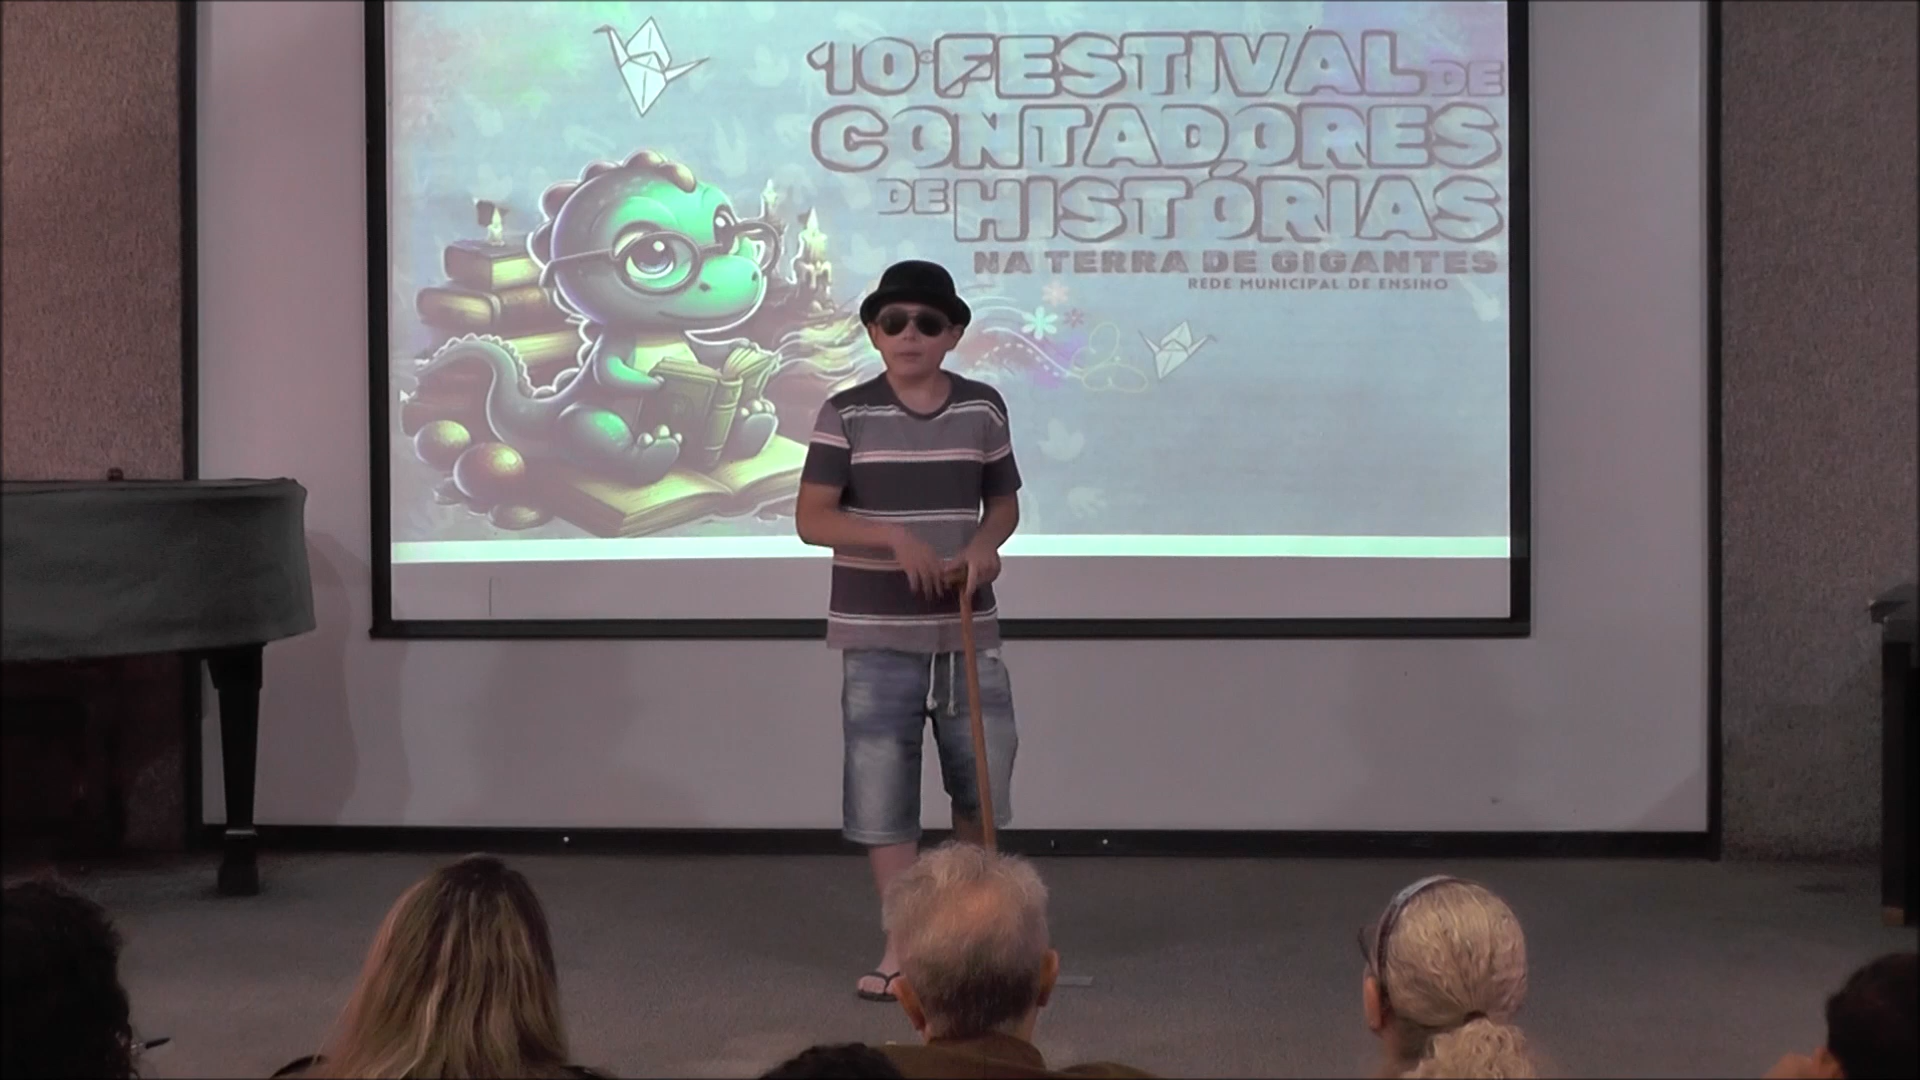 10º FESTIVAL DE
CONTADORES
DE HISTÓRIAS
NA TERRA DE GIGANTES
REDE MUNICIPAL DE ENSINO